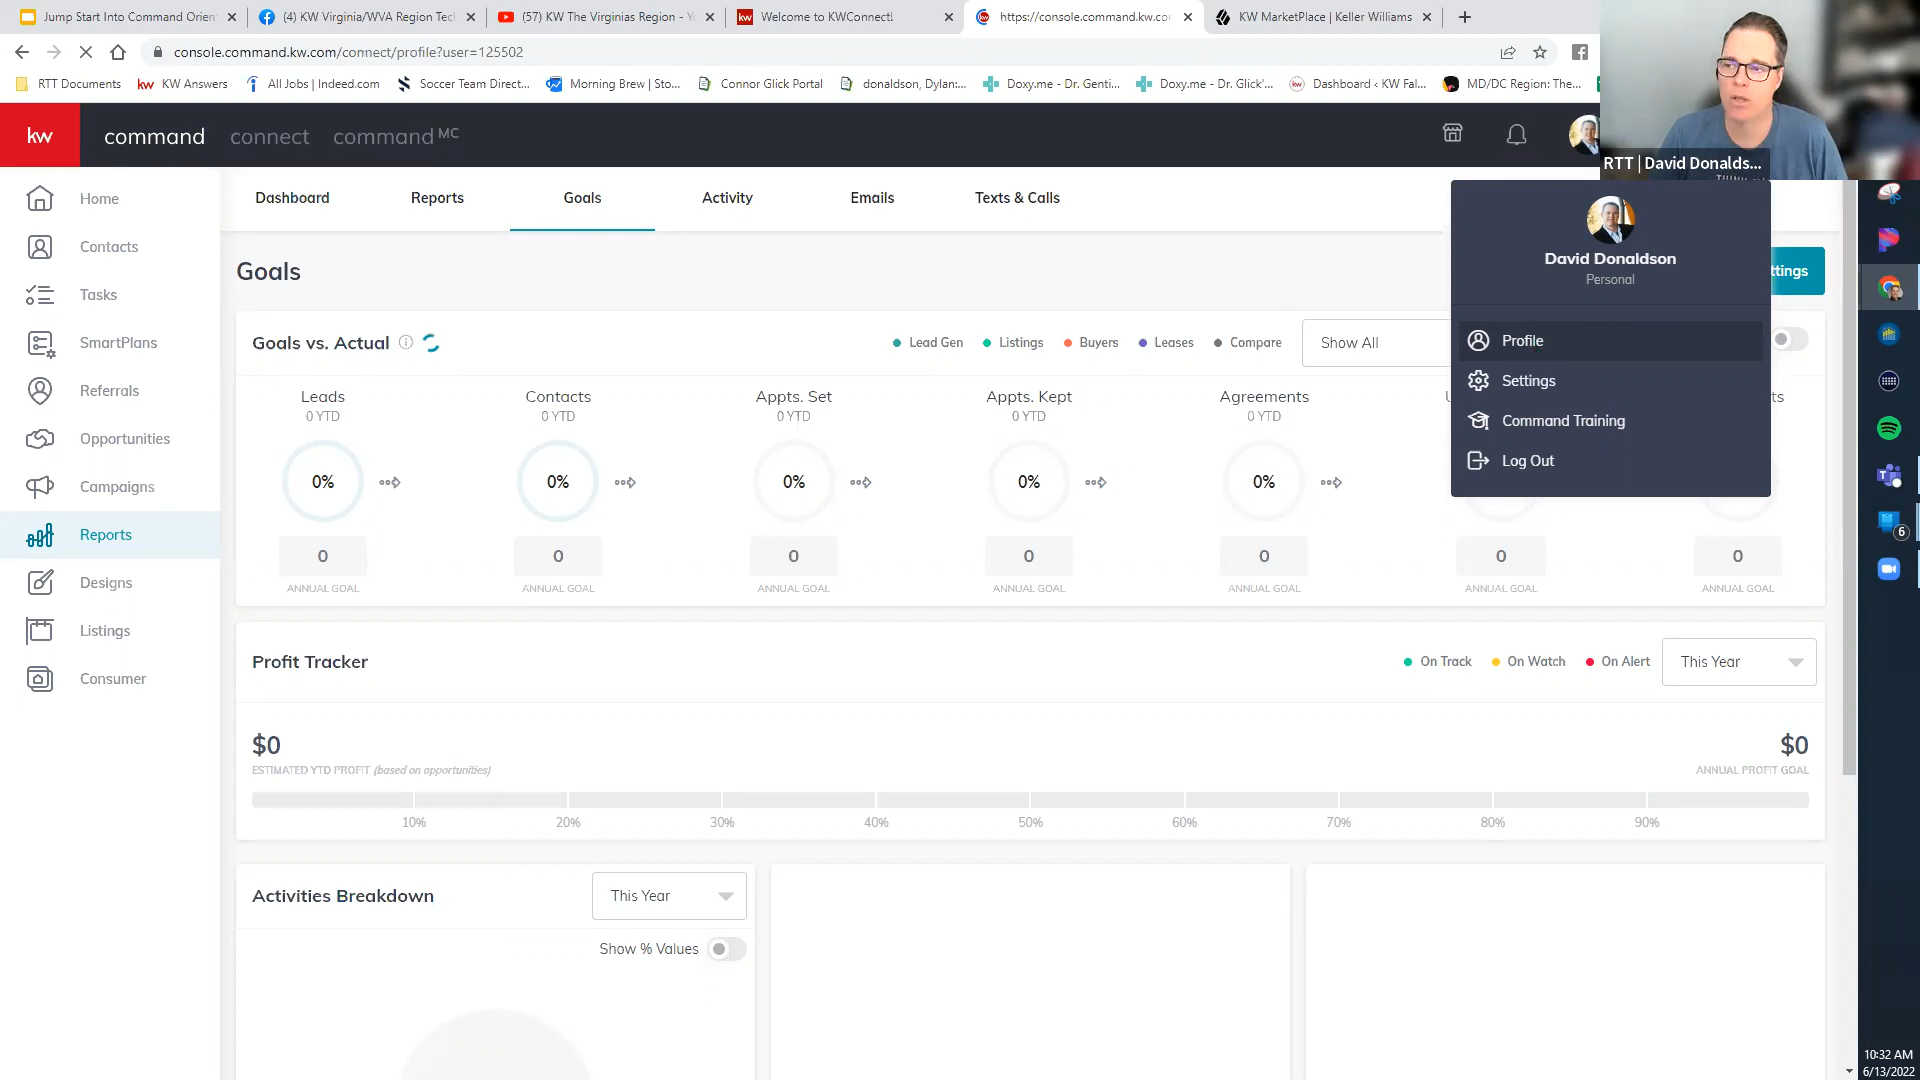 Jump Start Into Command Orien
(4) KW Virginia/WVA Region Tec
(57) KW The Virginias Region - Y
kw Welcome to KWConnect!
https://console.command.kw.co
KW MarketPlace | Keller Williams
console.command.kw.com/connect/profile?user=125502
RTT Documents
kw KW Answers
All Jobs | Indeed.com
Soccer Team Direct...
Morning Brew | Sto...
Connor Glick Portal
donaldson, Dylan:...
Doxy.me - Dr. Genti...
Doxy.me - Dr. Glick'...
Dashboard ‹ KW Fal...
MD/DC Region: The...
RTT | David Donalds...
kw
command
connect
command MC
Home
Contacts
Tasks
SmartPlans
Referrals
Opportunities
Campaigns
Reports
Designs
Listings
Consumer
Dashboard
Reports
Goals
Activity
Emails
Texts & Calls
David Donaldson
Personal
Profile
Settings
Command Training
Log Out
Goals
ttings
Goals vs. Actual
Lead Gen
Listings
Buyers
Leases
Compare
Show All
Leads
0 YTD
0%
0
ANNUAL GOAL
Contacts
0 YTD
0%
0
ANNUAL GOAL
Appts. Set
0 YTD
0%
0
ANNUAL GOAL
Appts. Kept
0 YTD
0%
0
ANNUAL GOAL
Agreements
0 YTD
0%
0
ANNUAL GOAL
0
ANNUAL GOAL
ts
0
ANNUAL GOAL
Profit Tracker
On Track
On Watch
On Alert
This Year
$0
ESTIMATED YTD PROFIT (based on opportunities)
$0
ANNUAL PROFIT GOAL
10%
20%
30%
40%
50%
60%
70%
80%
90%
Activities Breakdown
This Year
Show % Values
6
10:32 AM
6/13/2022